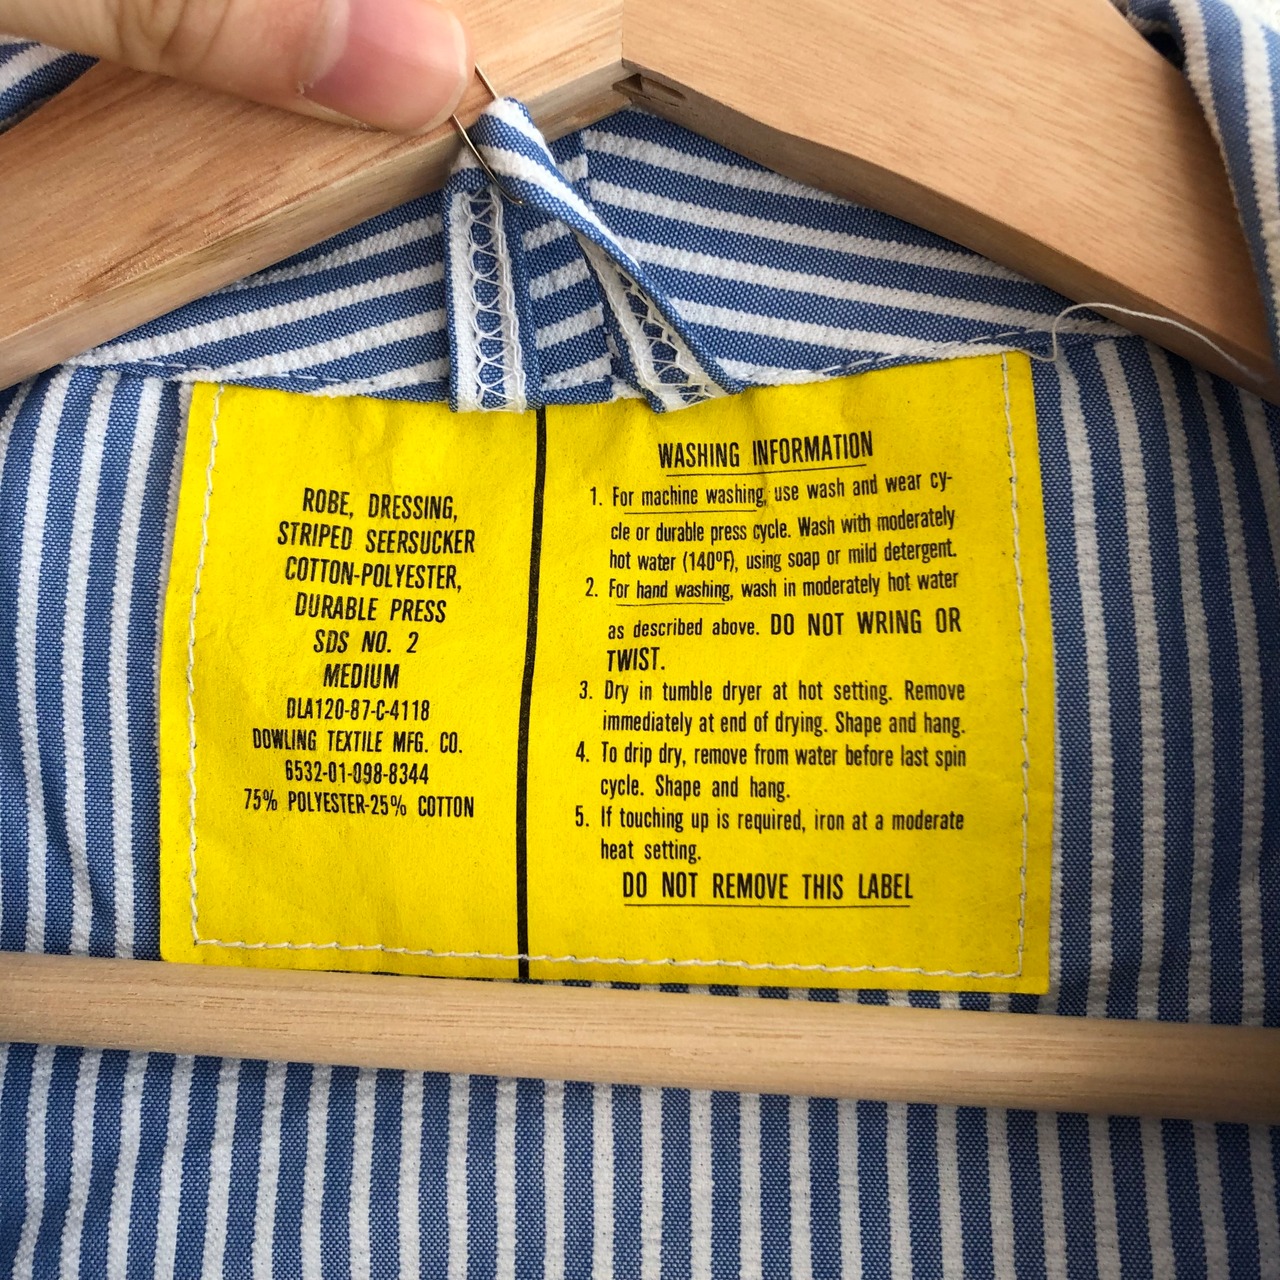 ROBE, DRESSING,
STRIPED SEERSUCKER
COTTON-POLYESTER,
DURABLE PRESS
SDS NO. 2
MEDIUM
DLA120-87-C-4118
DOWLING TEXTILE MFG. CO.
6532-01-098-8344
75% POLYESTER-25% COTTON
WASHING INFORMATION
1. For machine washing, use wash and wear cy-
cle or durable press cycle. Wash with moderately
hot water (140ºF), using soap or mild detergent.
2. For hand washing, wash in moderately hot water
as described above. DO NOT WRING OR
TWIST.
3. Dry in tumble dryer at hot setting. Remove
immediately at end of drying. Shape and hang.
4. To drip dry, remove from water before last spin
cycle. Shape and hang.
5. If touching up is required, iron at a moderate
heat setting.
DO NOT REMOVE THIS LABEL